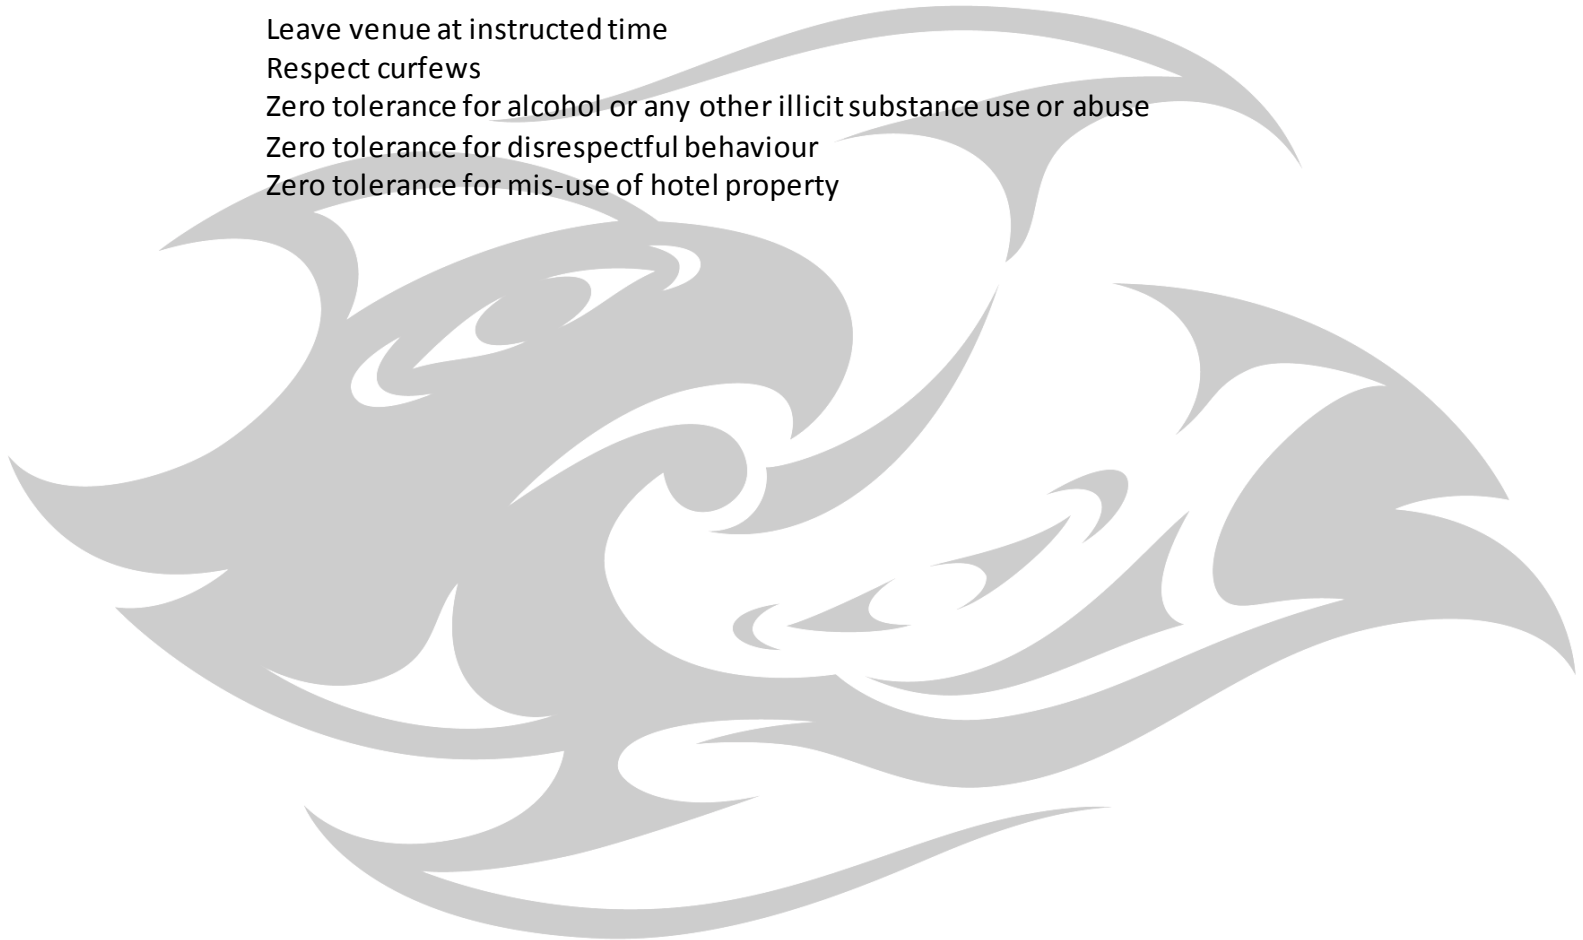 Leave venue at instructed time
Respect curfews
Zero tolerance for alcohol or any other illicit substance use or abuse
Zero tolerance for disrespectful behaviour
Zero tolerance for mis-use of hotel property